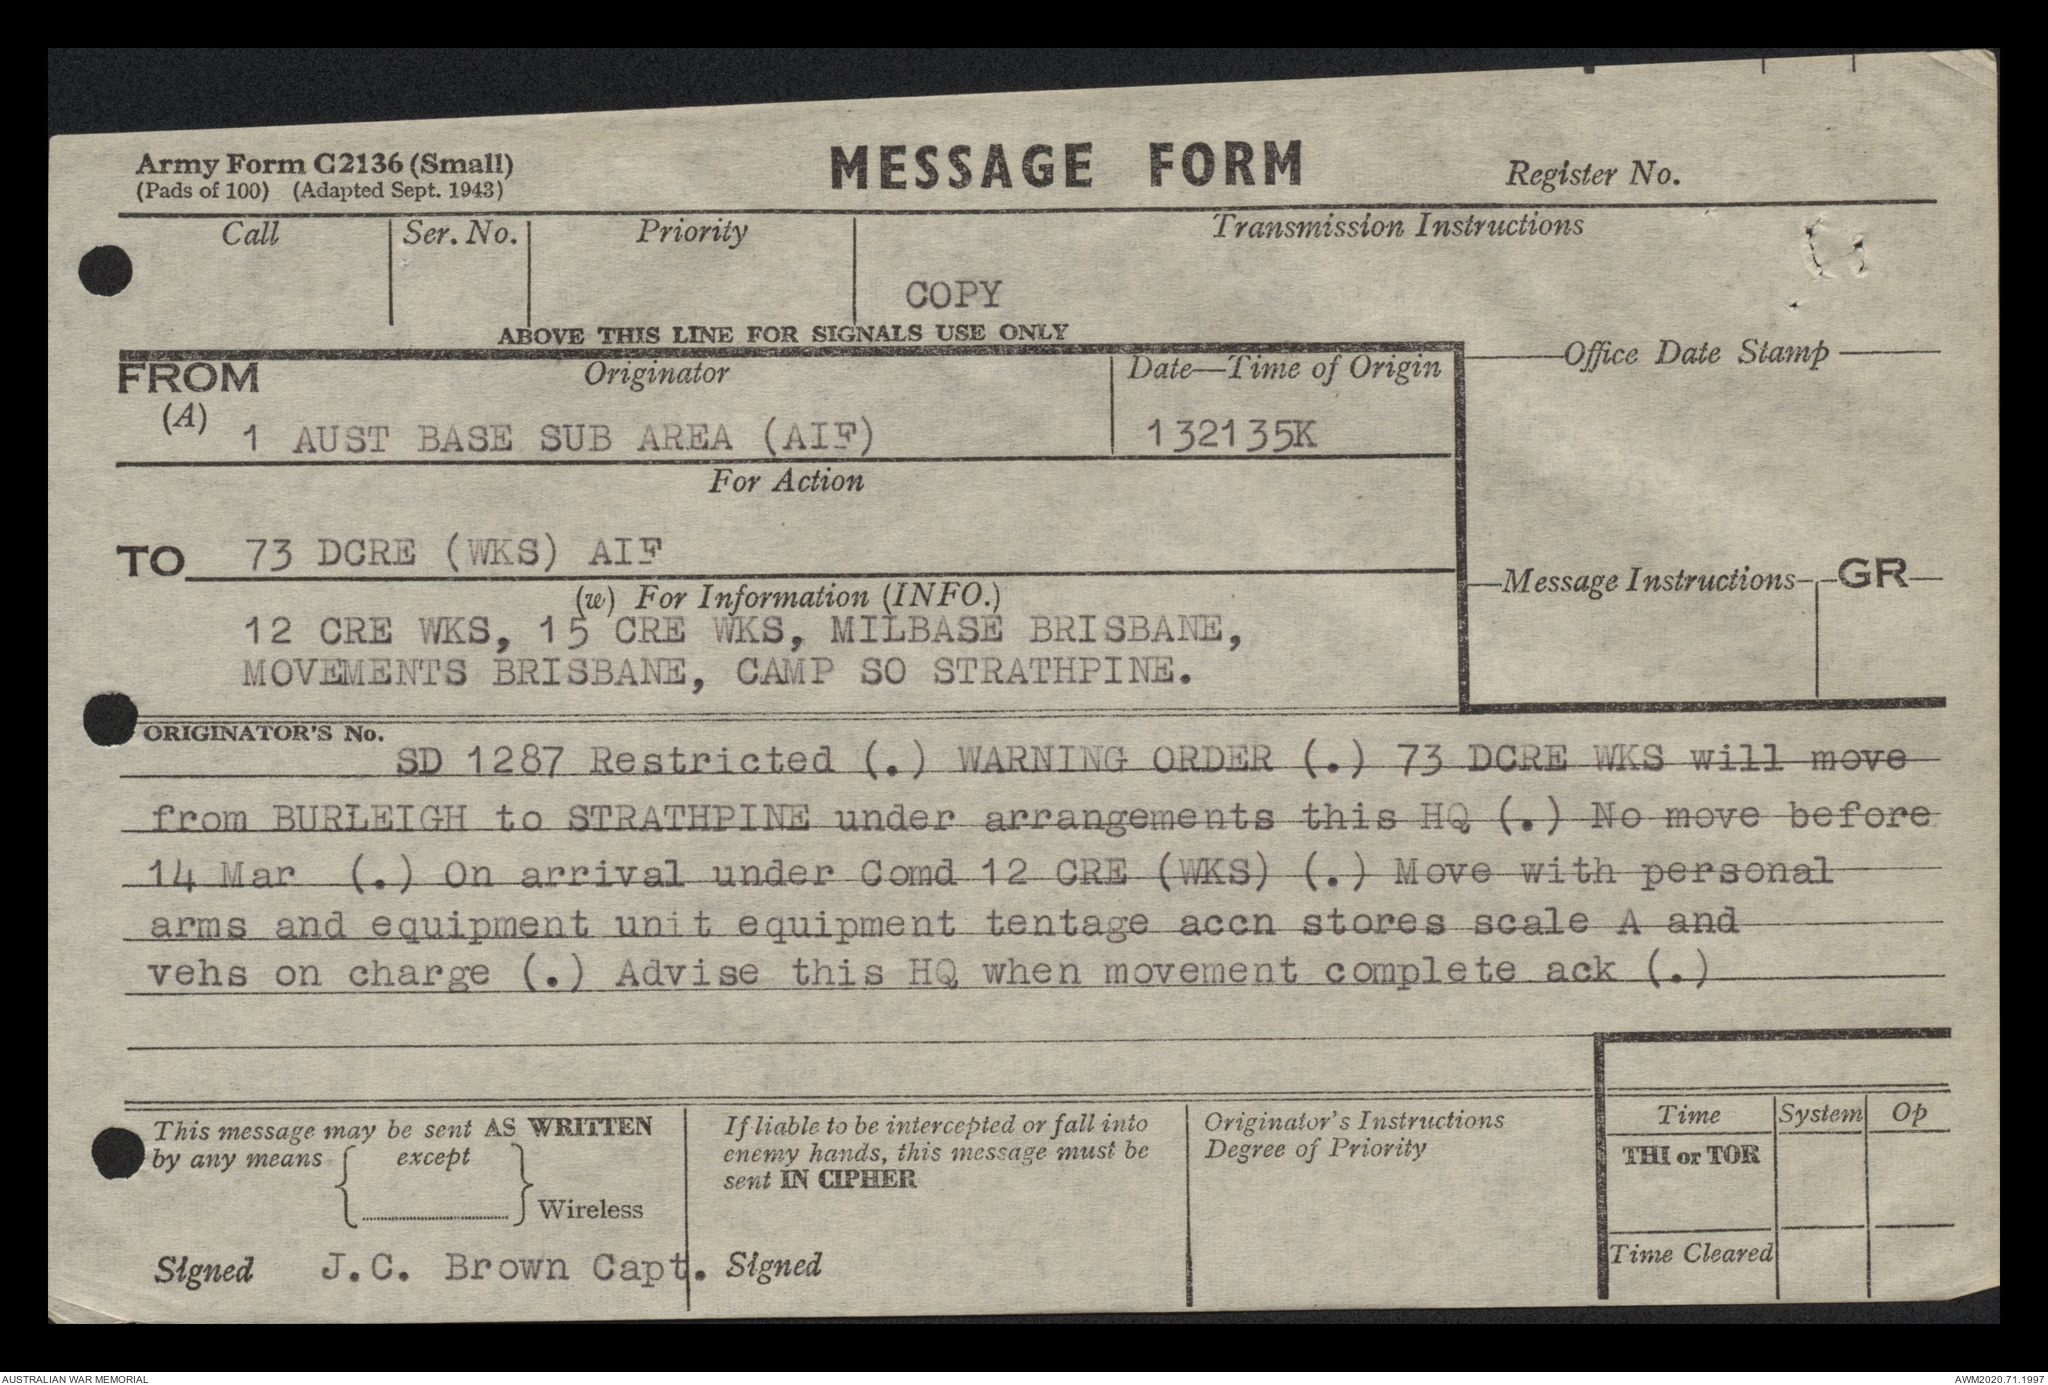 Army Form C2136 (Small)
(Pads of 100) (Adapted Sept. 1943)
MESSAGE FORM
Register No.
Call
Ser. No.
Priority
Transmission Instructions
COPY
ABOVE THIS LINE FOR SIGNALS USE ONLY
FROM
(A)
Originator
Date—Time of Origin
Office Date Stamp
1 AUST BASE SUB AREA (AIF)
132135K
For Action
TO
73 DCRE (WKS) AIF
(w) For Information (INFO.)
Message Instructions
GR
12 CRE WKS, 15 CRE WKS, MILBASE BRISBANE,
MOVEMENTS BRISBANE, CAMP SO STRATHPINE.
ORIGINATOR'S No.
SD 1287 Restricted (.) WARNING ORDER (.) 73 DCRE WKS will move
from BURLEIGH to STRATHPINE under arrangements this HQ (.) No move before
14 Mar (.) On arrival under Comd 12 CRE (WKS) (.) Move with personal
arms and equipment unit equipment tentage accn stores scale A and
vehs on charge (.) Advise this HQ when movement complete ack (.)
This message may be sent AS WRITTEN
by any means { except
} Wireless
Signed J.C. Brown Capt.
If liable to be intercepted or fall into
enemy hands, this message must be
sent IN CIPHER
Signed
Originator's Instructions
Degree of Priority
Time
System
Op
THI or TOR
Time Cleared
AUSTRALIAN WAR MEMORIAL
AWM2020.71.1997